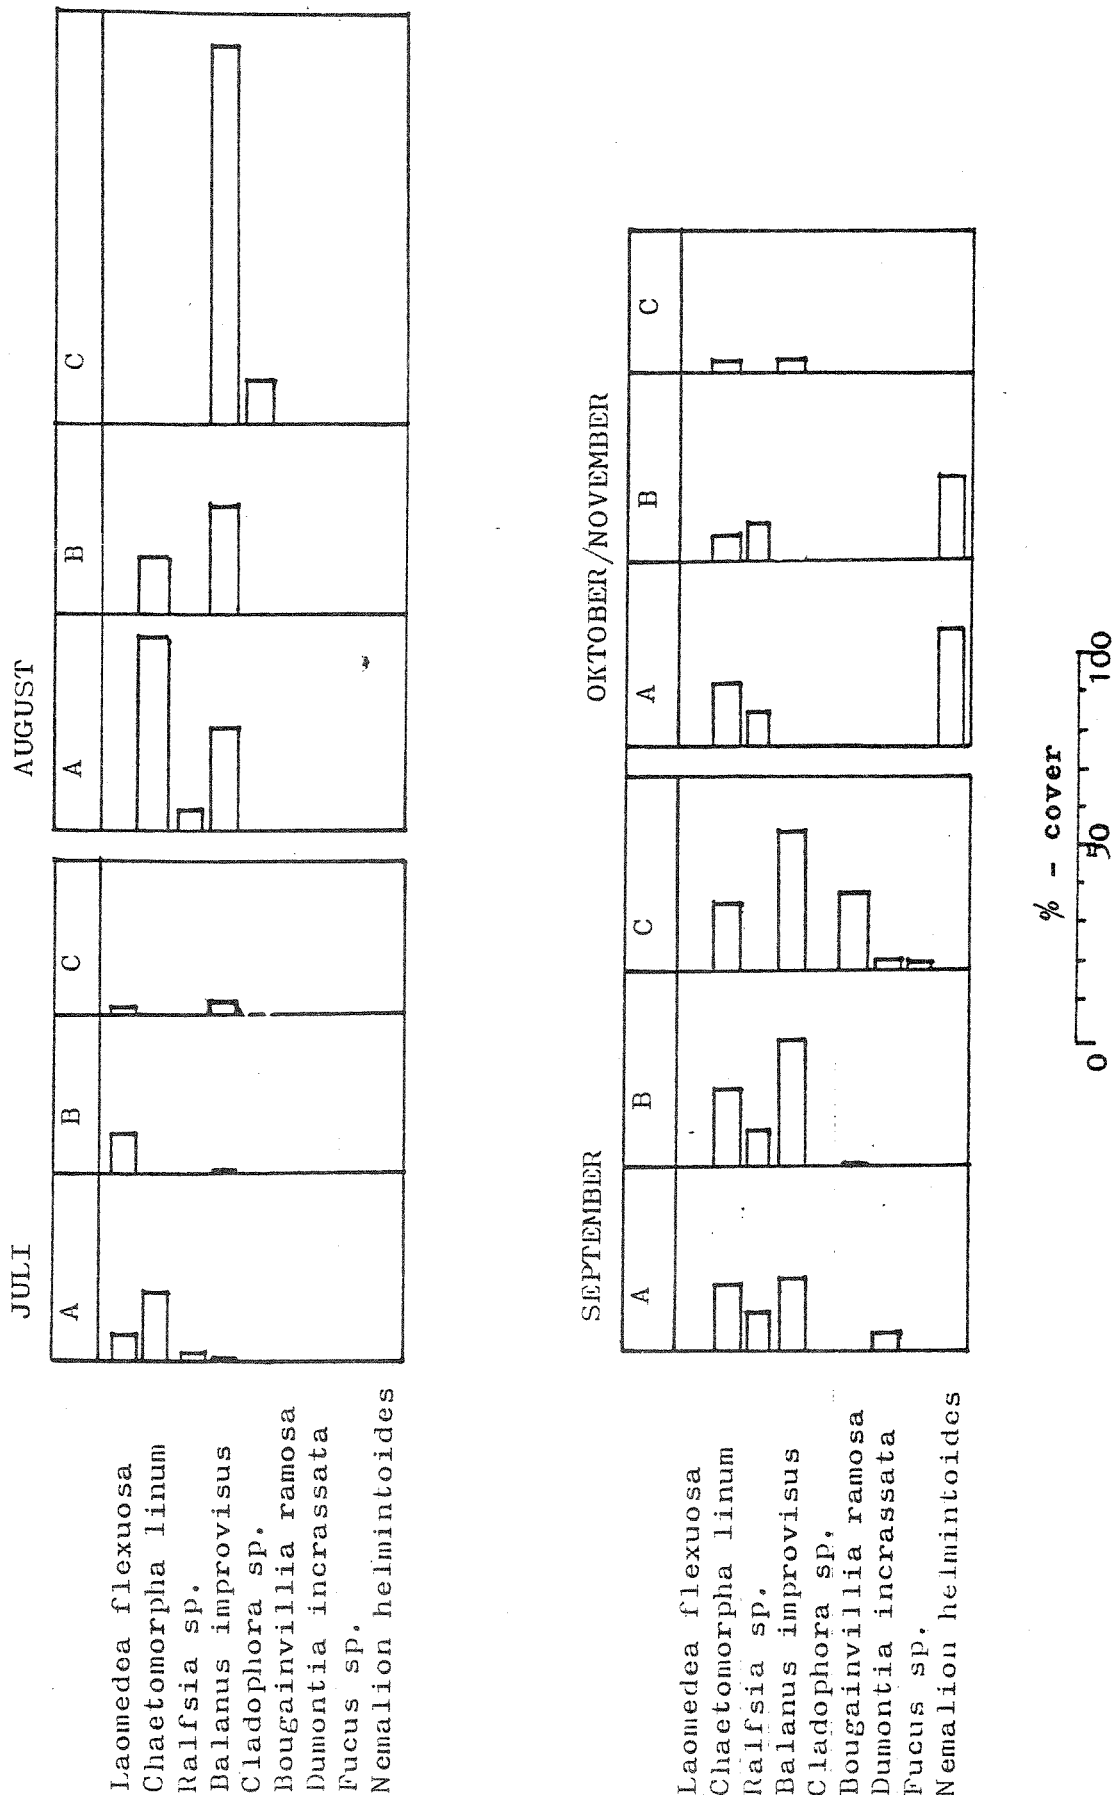 JULI
AUGUST
A
B
C
A
B
C
Laomedea flexuosa
Chaetomorpha linum
Ralfsia sp.
Balanus improvisus
Cladophora sp.
Bougainvillia ramosa
Dumontia incrassata
Fucus sp.
Nemalion helmintoides
SEPTEMBER
OKTOBER/NOVEMBER
A
B
C
A
B
C
Laomedea flexuosa
Chaetomorpha linum
Ralfsia sp.
Balanus improvisus
Cladophora sp.
Bougainvillia ramosa
Dumontia incrassata
Fucus sp.
Nemalion helmintoides
% - cover
0
50
100